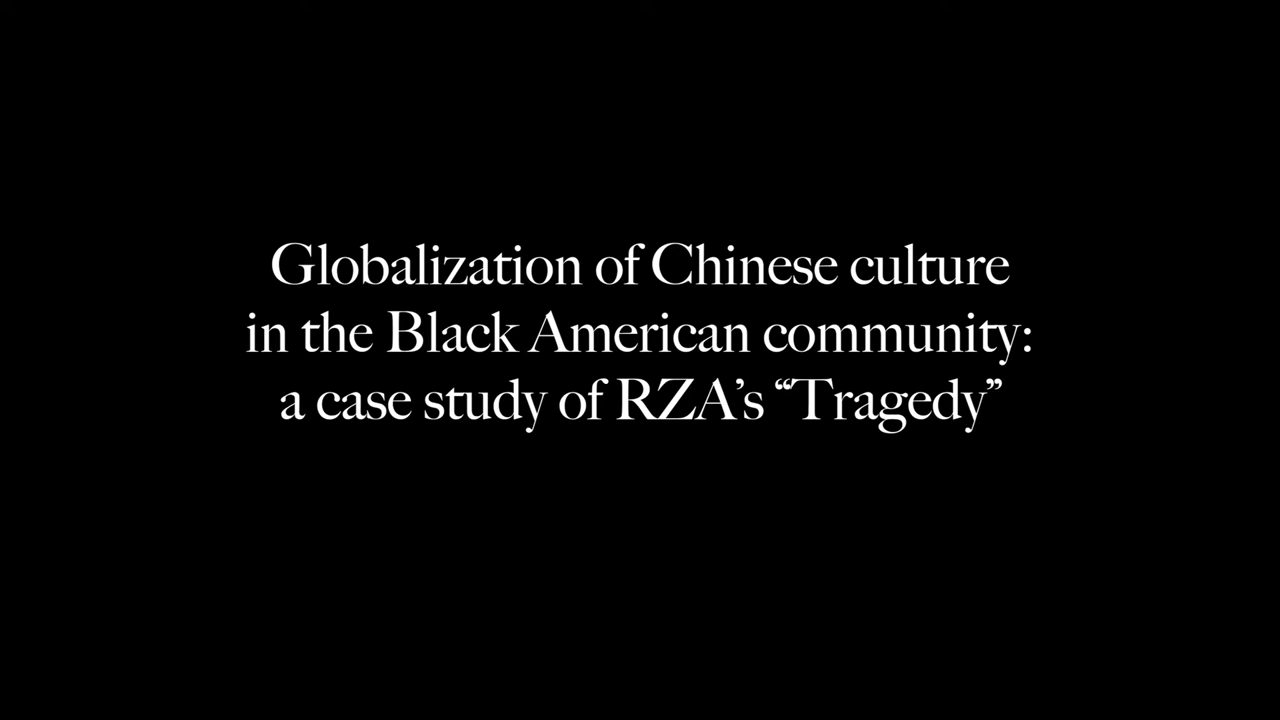 Globalization of Chinese culture
in the Black American community:
a case study of RZA’s “Tragedy”